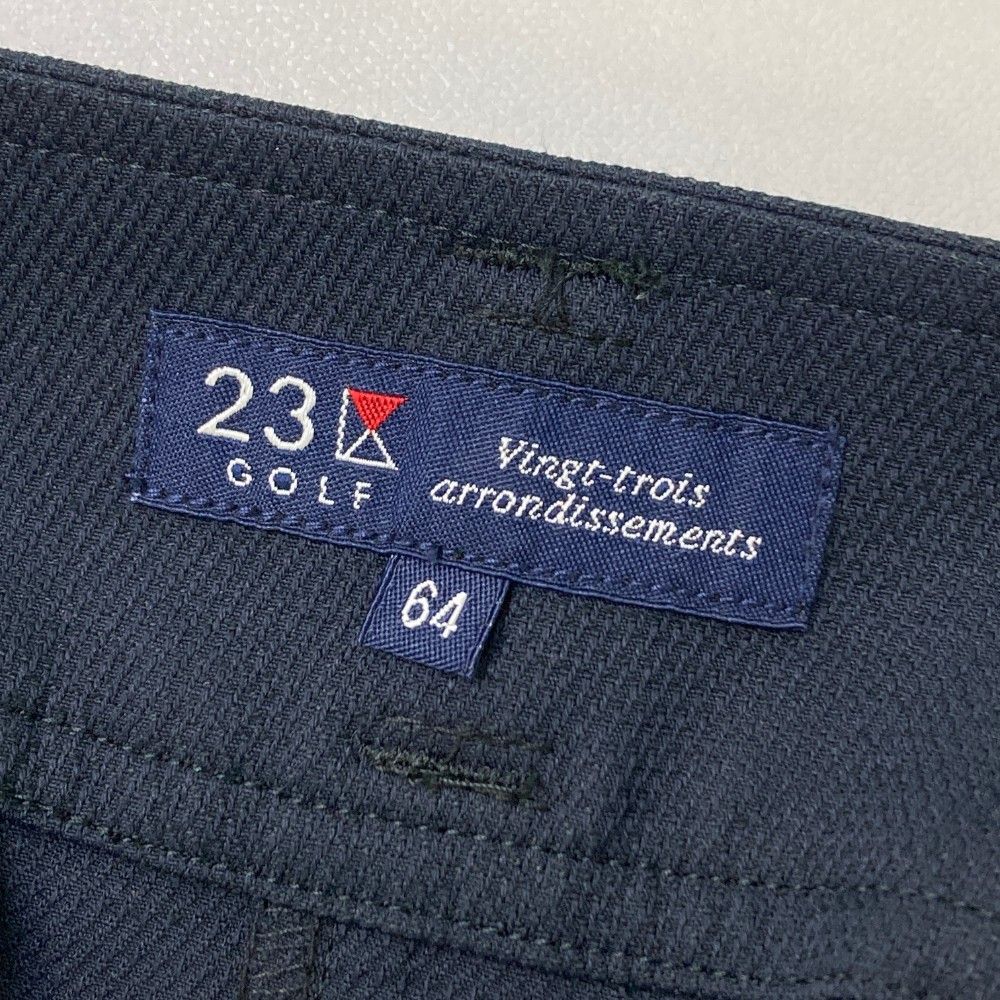 23
GOLF
Vingt-trois
arrondissements
64